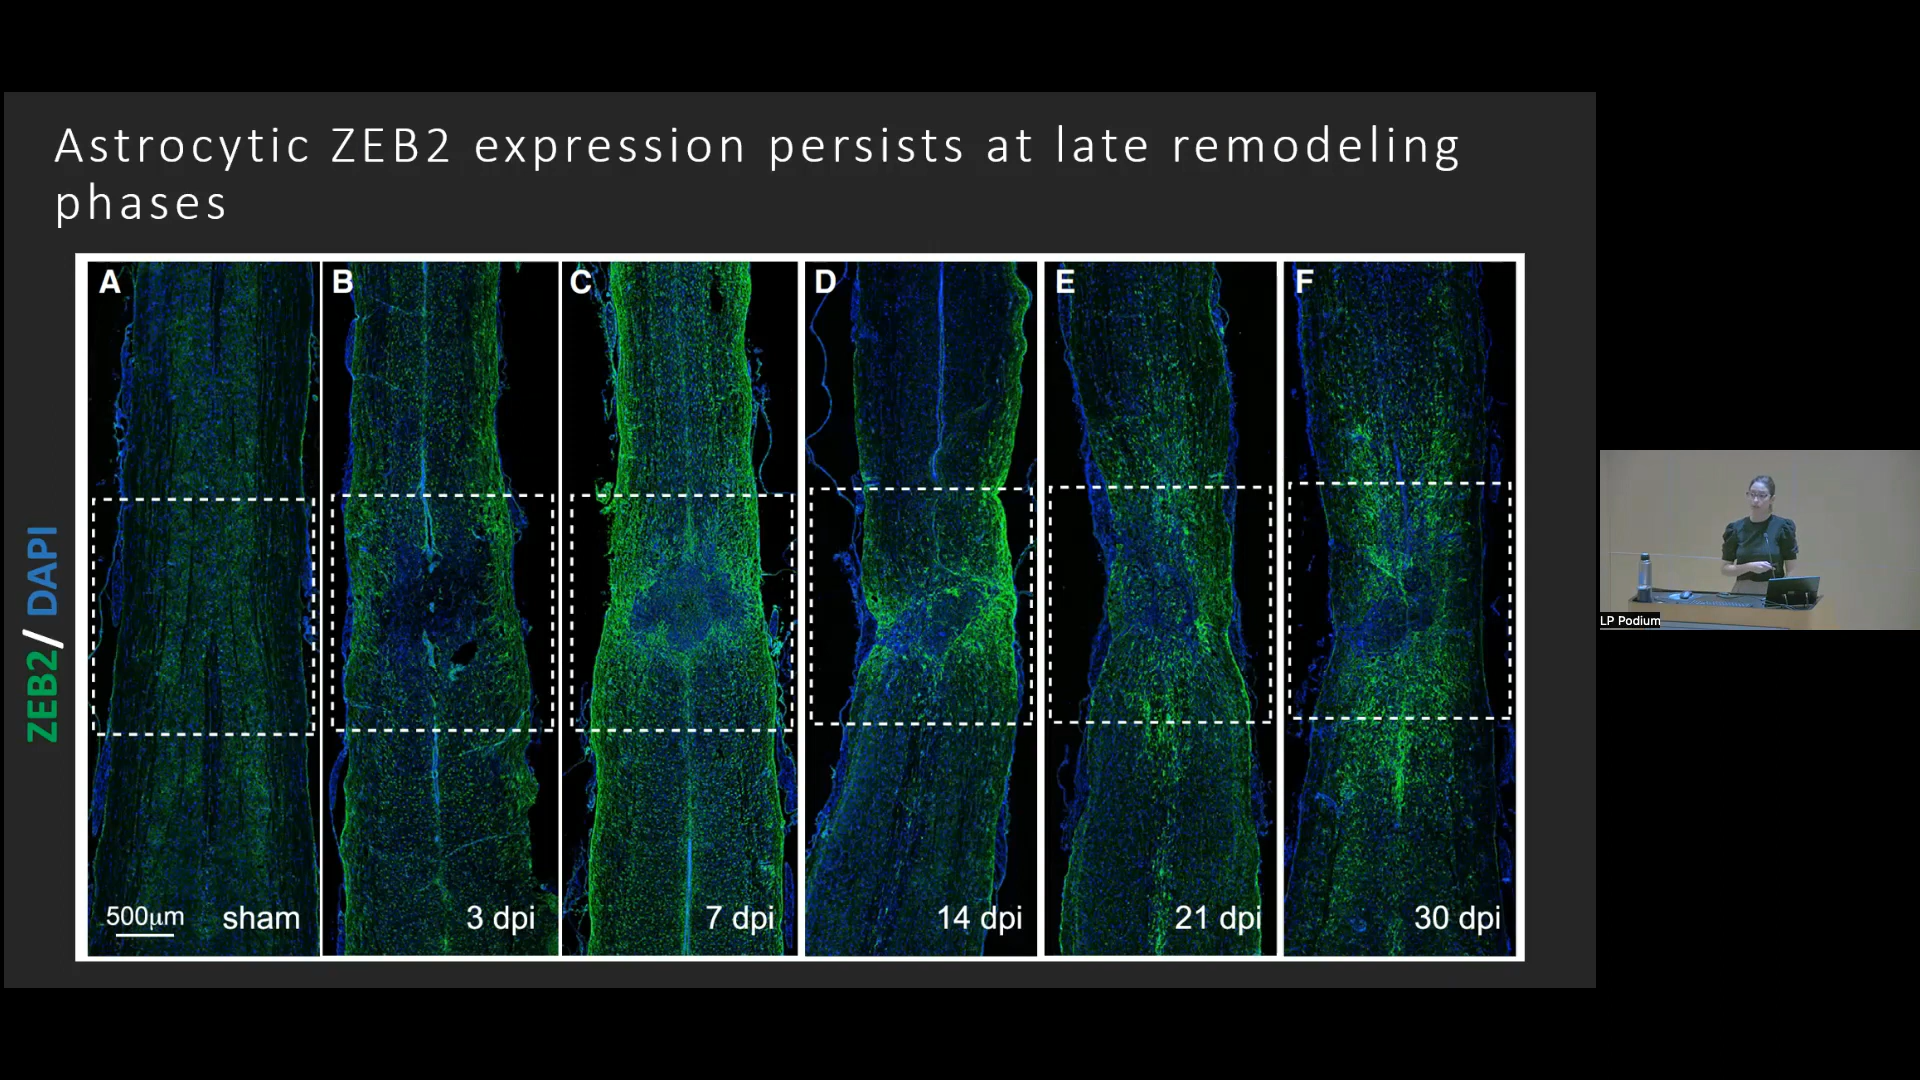 Astrocytic ZEB2 expression persists at late remodeling
phases
ZEB2/ DAPI
A
B
C
D
E
F
500µm
sham
3 dpi
7 dpi
14 dpi
21 dpi
30 dpi
LP Podium